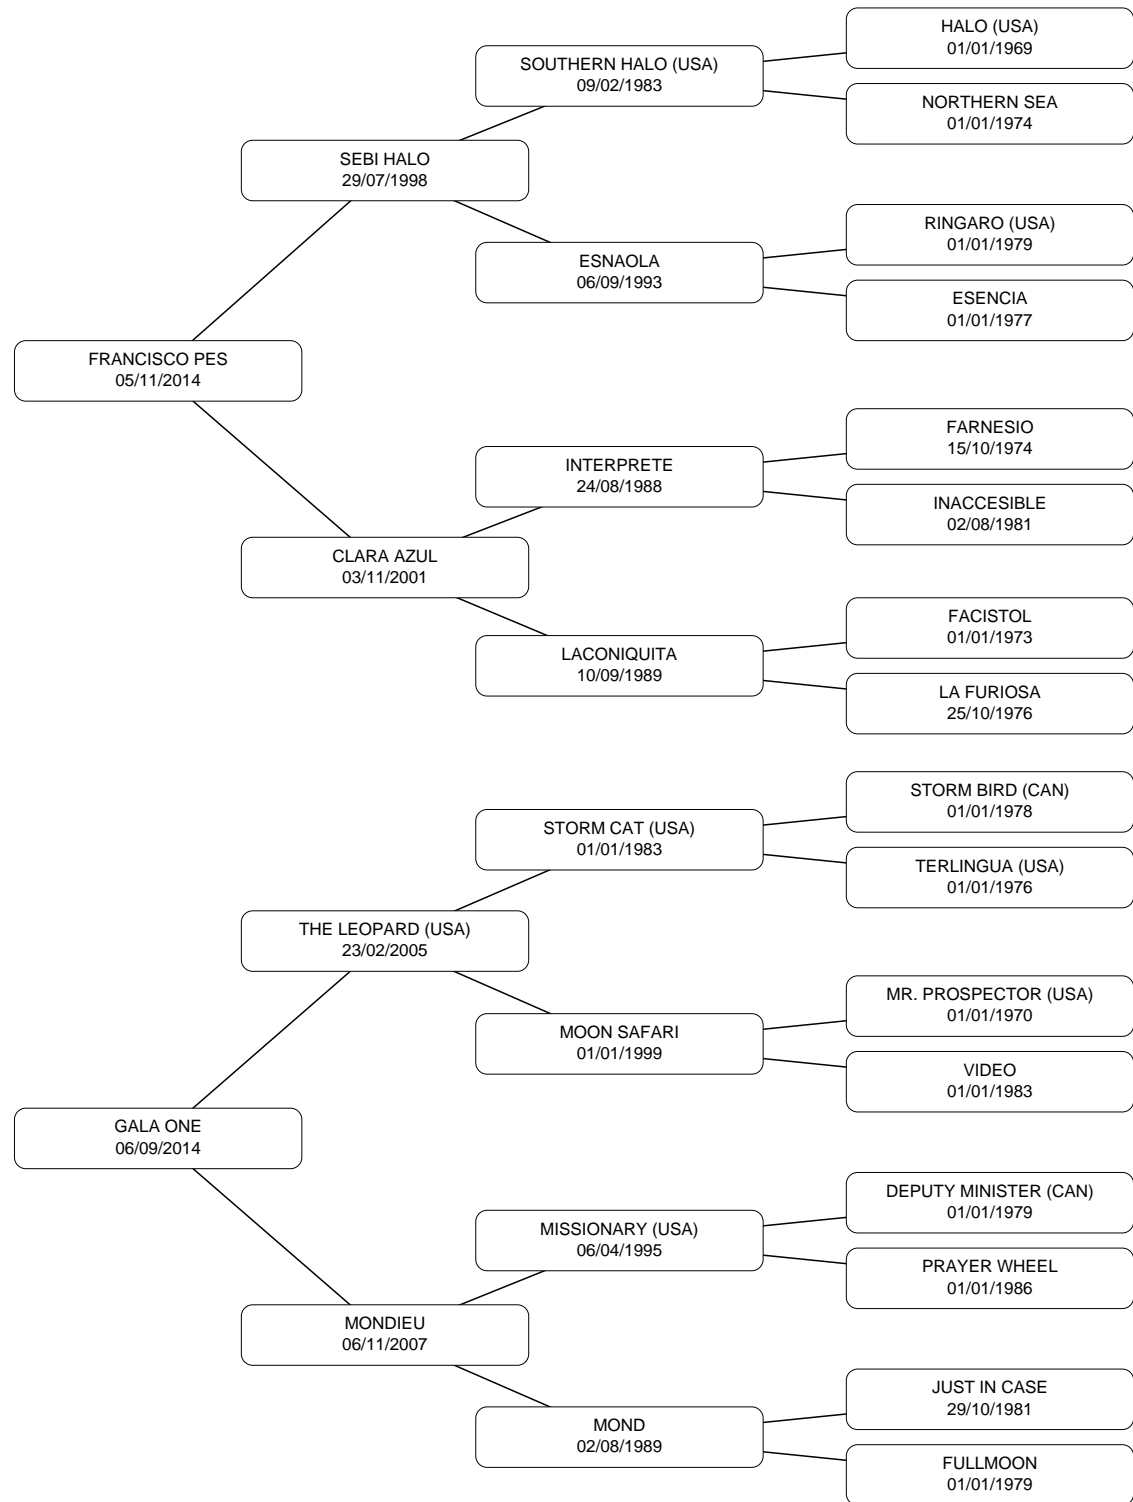 HALO (USA)
01/01/1969
SOUTHERN HALO (USA)
09/02/1983
NORTHERN SEA
01/01/1974
SEBI HALO
29/07/1998
RINGARO (USA)
01/01/1979
ESNAOLA
06/09/1993
ESENCIA
01/01/1977
FRANCISCO PES
05/11/2014
FARNESIO
15/10/1974
INTERPRETE
24/08/1988
INACCESIBLE
02/08/1981
CLARA AZUL
03/11/2001
FACISTOL
01/01/1973
LACONIQUITA
10/09/1989
LA FURIOSA
25/10/1976
STORM BIRD (CAN)
01/01/1978
STORM CAT (USA)
01/01/1983
TERLINGUA (USA)
01/01/1976
THE LEOPARD (USA)
23/02/2005
MR. PROSPECTOR (USA)
01/01/1970
MOON SAFARI
01/01/1999
VIDEO
01/01/1983
GALA ONE
06/09/2014
DEPUTY MINISTER (CAN)
01/01/1979
MISSIONARY (USA)
06/04/1995
PRAYER WHEEL
01/01/1986
MONDIEU
06/11/2007
JUST IN CASE
29/10/1981
MOND
02/08/1989
FULLMOON
01/01/1979